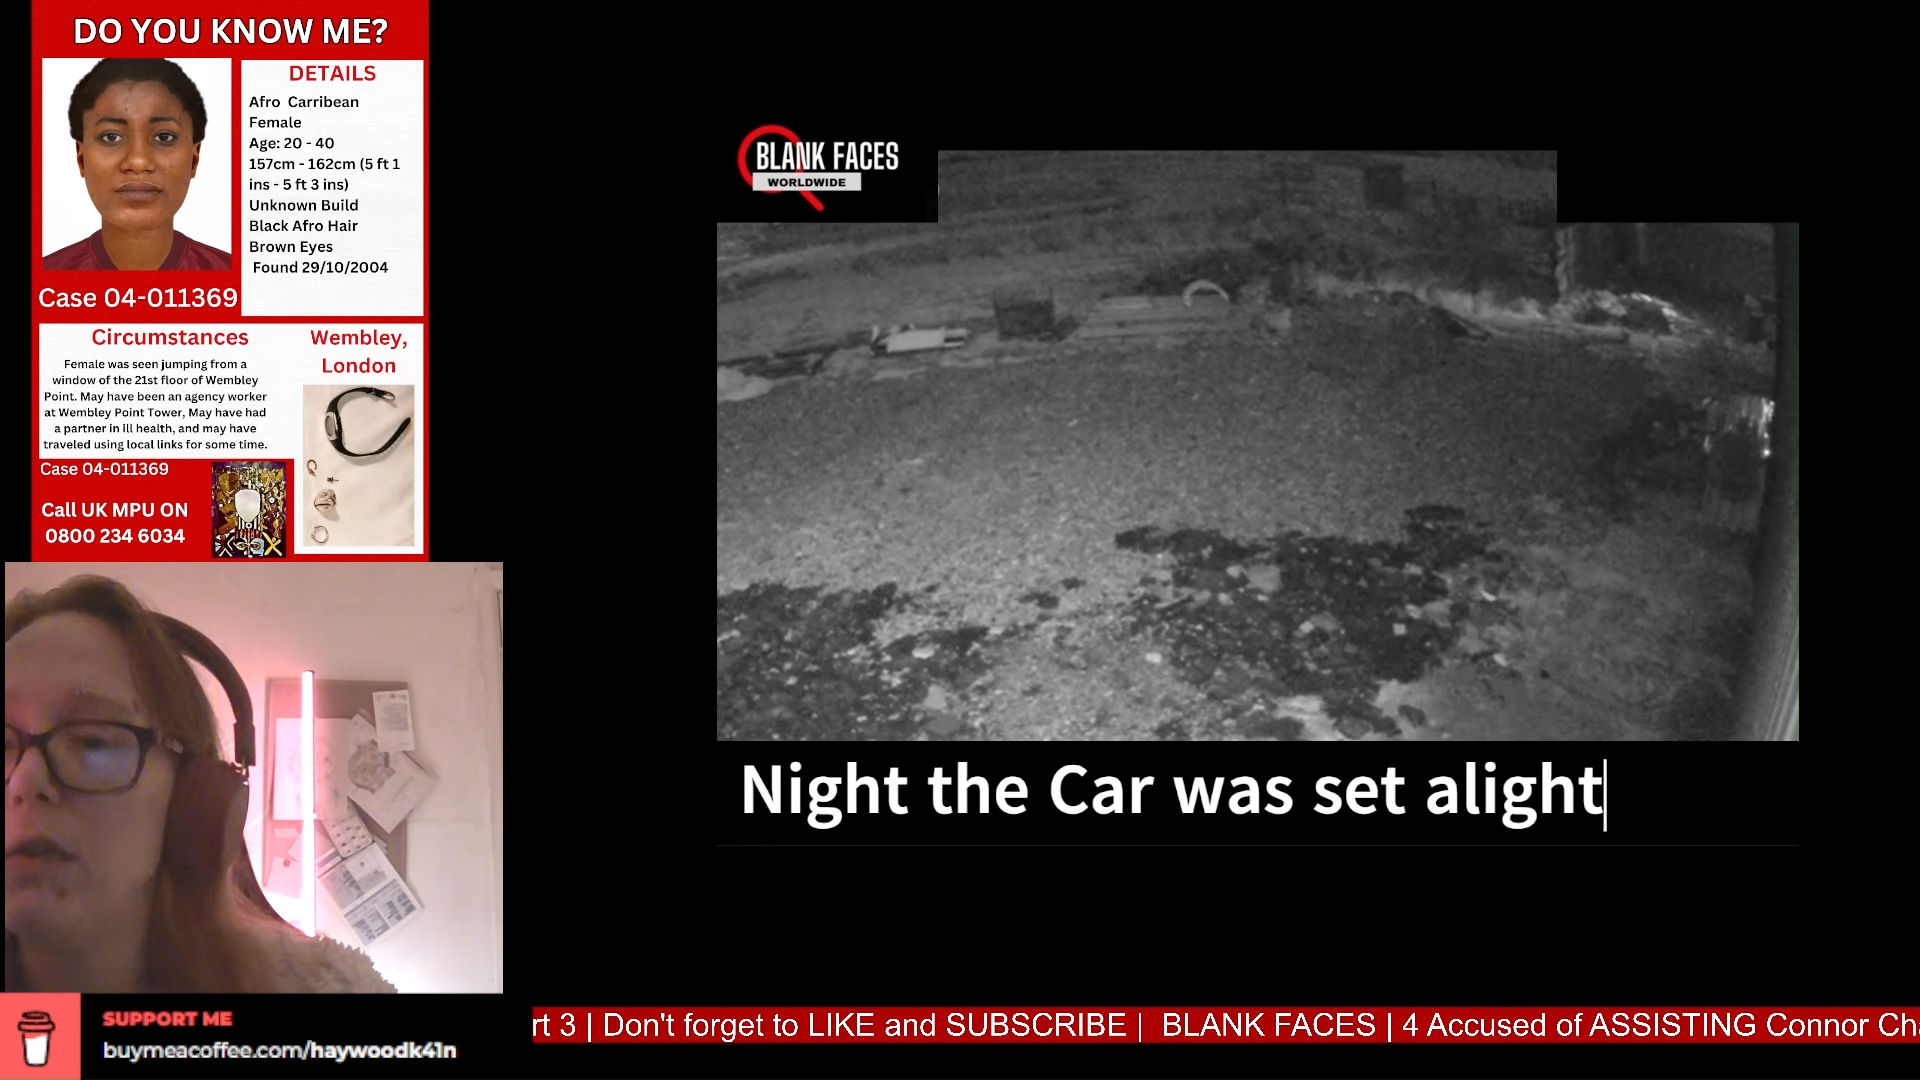 DO YOU KNOW ME?
DETAILS
Afro Carribean
Female
Age: 20 - 40
157cm - 162cm (5 ft 1
ins - 5 ft 3 ins)
Unknown Build
Black Afro Hair
Brown Eyes
Found 29/10/2004
Case 04-011369
Circumstances
Female was seen jumping from a
window of the 21st floor of Wembley
Point. May have been an agency worker
at Wembley Point Tower, May have had
a partner in ill health, and may have
traveled using local links for some time.
Wembley,
London
Case 04-011369
Call UK MPU ON
0800 234 6034
BLANK FACES
WORLDWIDE
Night the Car was set alight
SUPPORT ME
buymeacoffee.com/haywoodk41n
rt 3 | Don't forget to LIKE and SUBSCRIBE | BLANK FACES | 4 Accused of ASSISTING Connor Cha